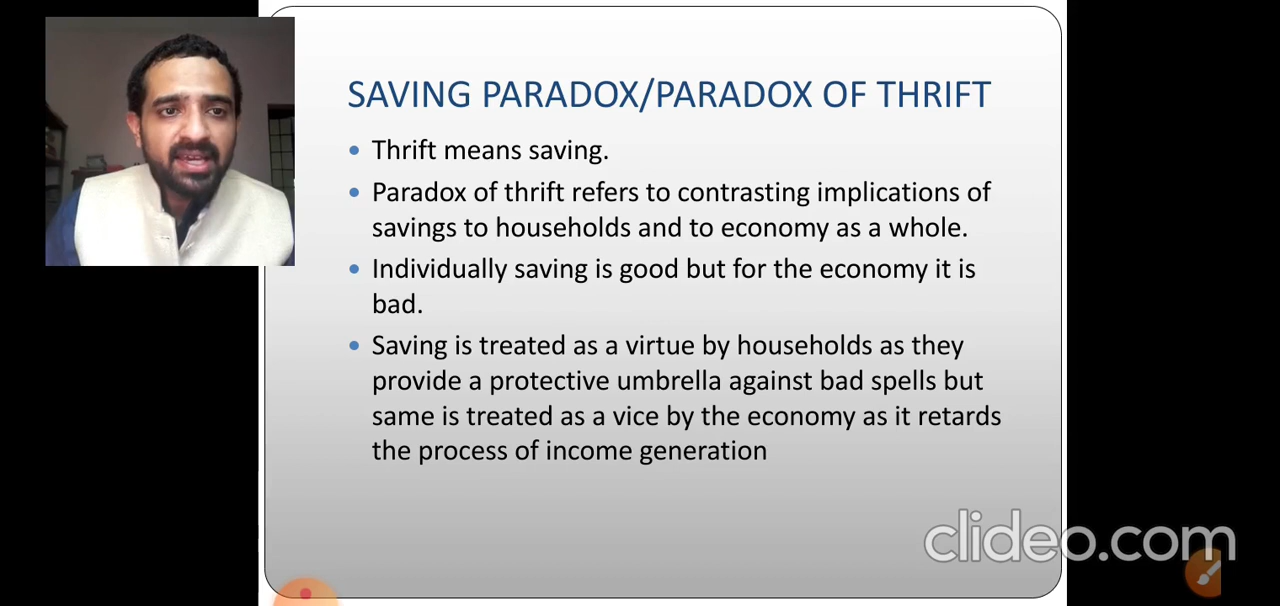 SAVING PARADOX/PARADOX OF THRIFT
• Thrift means saving.
• Paradox of thrift refers to contrasting implications of
savings to households and to economy as a whole.
• Individually saving is good but for the economy it is
bad.
• Saving is treated as a virtue by households as they
provide a protective umbrella against bad spells but
same is treated as a vice by the economy as it retards
the process of income generation
clideo.com